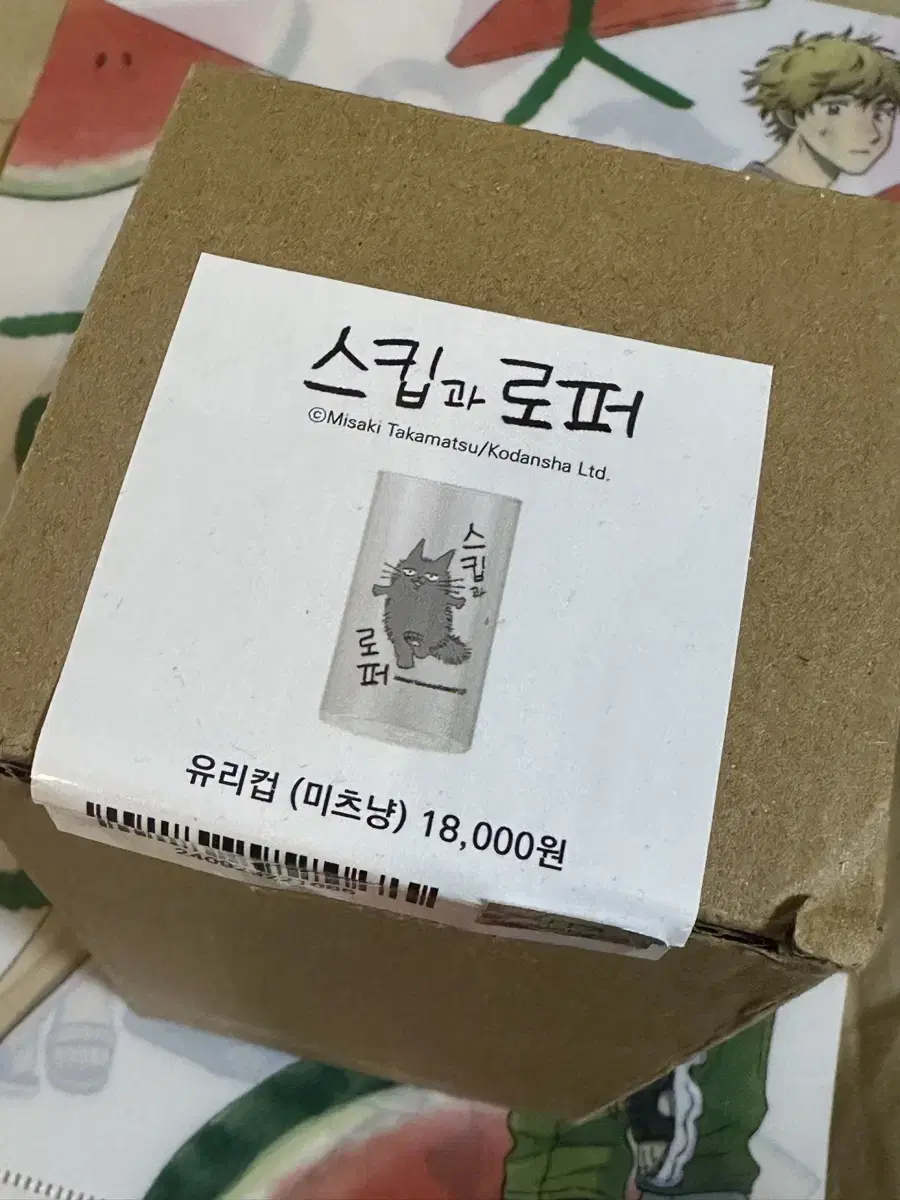 스킵과 로퍼
©Misaki Takamatsu/Kodansha Ltd.
스킵과
로퍼
유리컵 (미츠냥) 18,000원